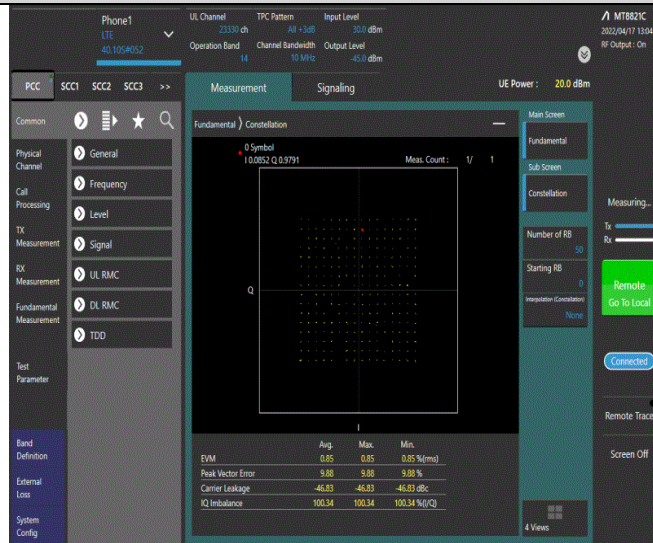 Phone1
LTE
40.105#052
UL Channel TPC Pattern Input Level
23330 ch All +3dB 30.0 dBm
Operation Band Channel Bandwidth Output Level
14 10 MHz -45.0 dBm
MT8821C
2022/04/17 13:04
RF Output : On
PCC SCC1 SCC2 SCC3 >>
Measurement Signaling
UE Power : 20.0 dBm
Common
Physical
Channel
Call
Processing
TX
Measurement
RX
Measurement
Fundamental
Measurement
Test
Parameter
Band
Definition
External
Loss
System
Config
General
Frequency
Level
Signal
UL RMC
DL RMC
TDD
Fundamental Constellation
0 Symbol
I 0.0852 Q 0.9791 Meas. Count : 1/ 1
Q
I
Avg. Max. Min.
EVM 0.85 0.85 0.85 %(rms)
Peak Vector Error 9.88 9.88 9.88 %
Carrier Leakage -46.83 -46.83 -46.83 dBc
IQ Imbalance 100.34 100.34 100.34 %(I/Q)
Main Screen
Fundamental
Sub Screen
Constellation
Number of RB
50
Starting RB
0
Interpolation (Constellation)
None
4 Views
Measuring...
Tx
Rx
Remote
Go To Local
Connected
Remote Trace
Screen Off